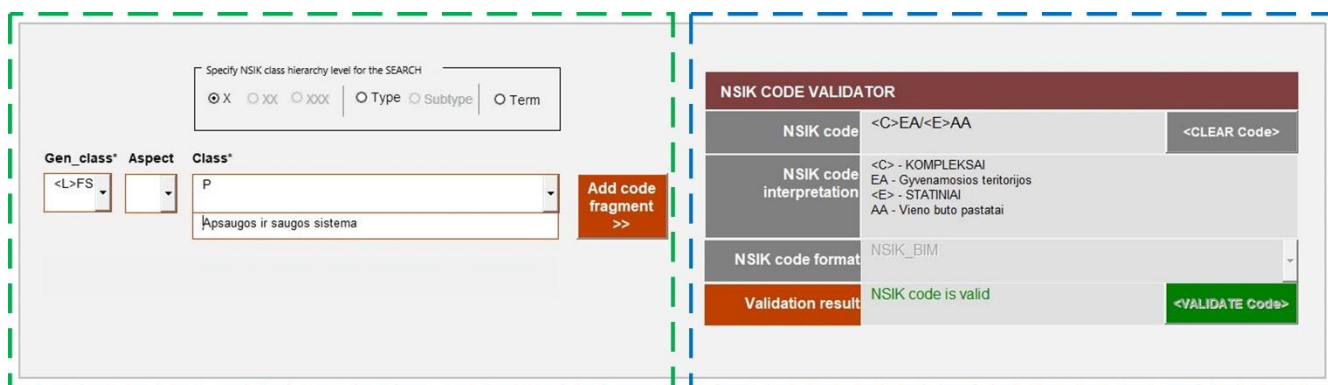 Specify NSIK class hierarchy level for the SEARCH
X XX XXX Type Subtype Term
Gen_class* Aspect Class*
<L>FS P
Apsaugos ir saugos sistema
Add code
fragment
>>
NSIK CODE VALIDATOR
NSIK code <C>EA/<E>AA <CLEAR Code>
NSIK code
interpretation
<C> - KOMPLEKSAI
EA - Gyvenamosios teritorijos
<E> - STATINIAI
AA - Vieno buto pastatai
NSIK code format NSIK_BIM
Validation result NSIK code is valid <VALIDATE Code>